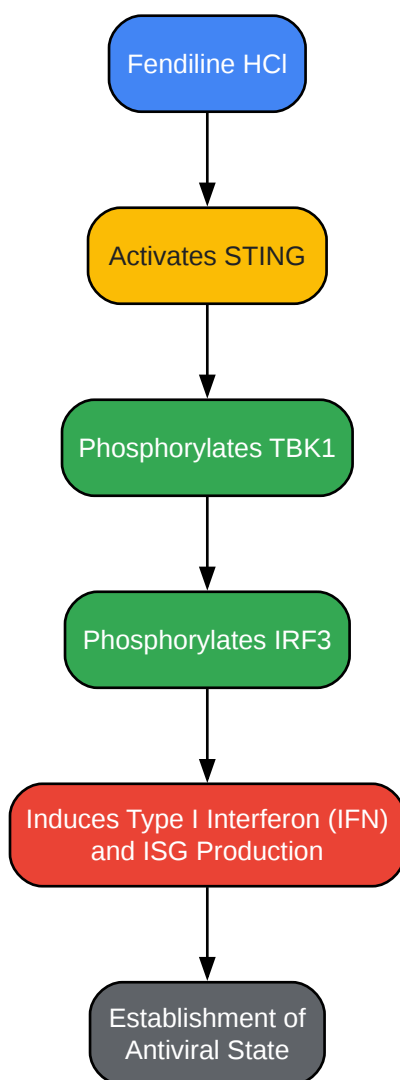 Fendiline HCl
Activates STING
Phosphorylates TBK1
Phosphorylates IRF3
Induces Type I Interferon (IFN)
and ISG Production
Establishment of
Antiviral State